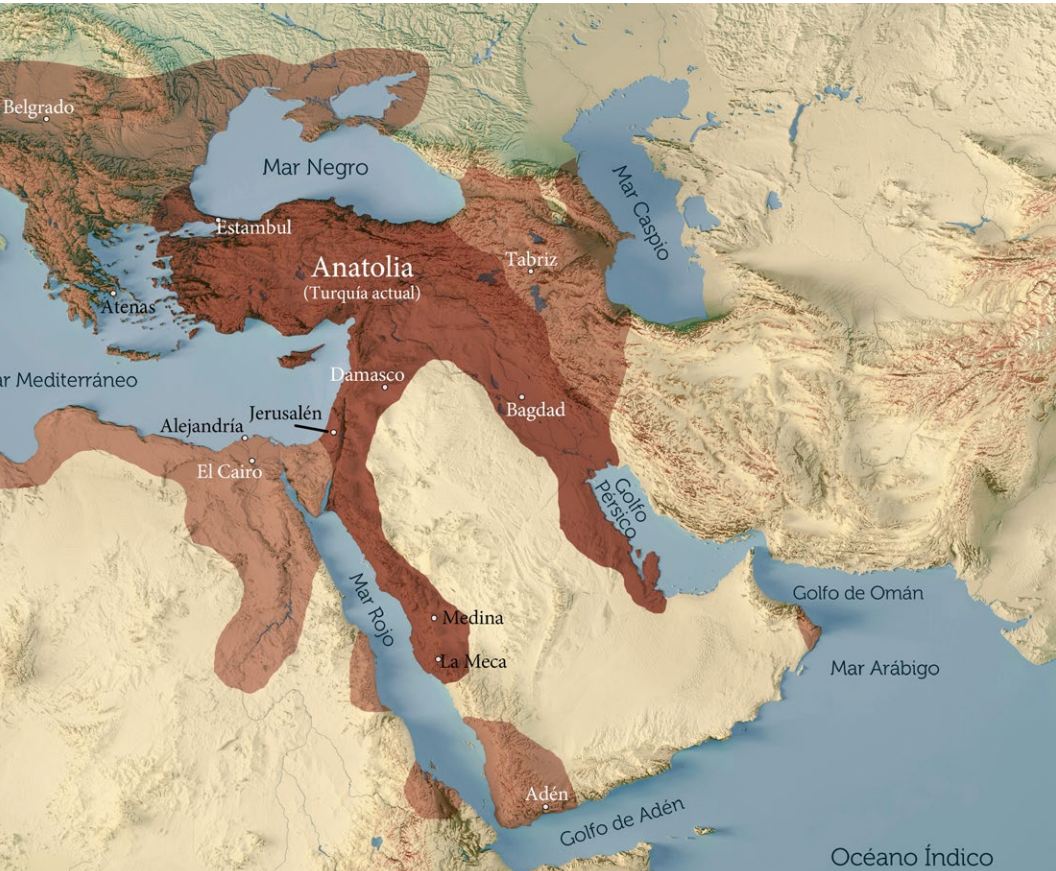 Belgrado
Mar Negro
Mar Caspio
Estambul
Anatolia
(Turquía actual)
Tabriz
Atenas
ar Mediterráneo
Damasco
Jerusalén
Alejandría
Bagdad
El Cairo
Golfo
Pérsico
Golfo de Omán
Mar Rojo
Medina
La Meca
Mar Arábigo
Adén
Golfo de Adén
Océano Índico